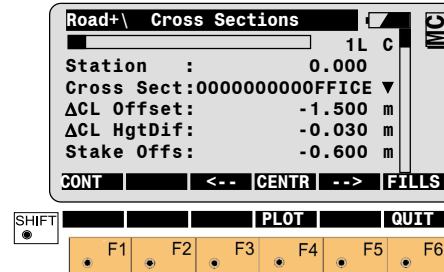 Road+\ Cross Sections
MC
1L C
Station : 0.000
Cross Sect:0000000000FFICE ▼
ΔCL Offset: -1.500 m
ΔCL HgtDif: -0.030 m
Stake Offs: -0.600 m
CONT <-- CENTR --> FILLS
SHIFT PLOT QUIT
F1 F2 F3 F4 F5 F6